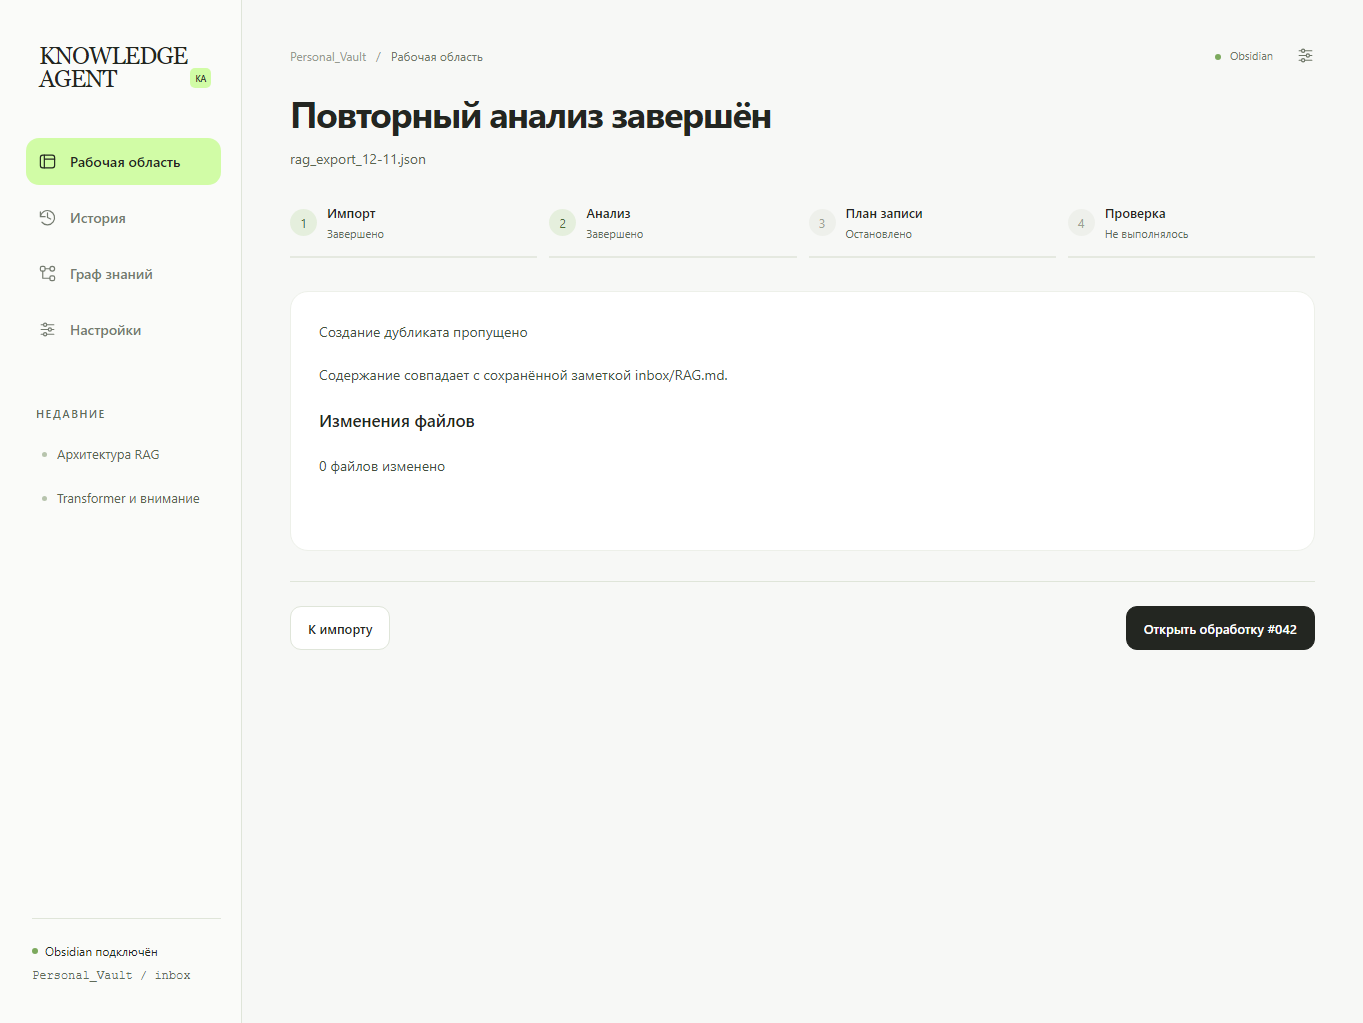 KNOWLEDGE
AGENT
KA
Рабочая область
История
Граф знаний
Настройки
НЕДАВНИЕ
Архитектура RAG
Transformer и внимание
Obsidian подключён
Personal_Vault / inbox
Personal_Vault / Рабочая область
Obsidian
Повторный анализ завершён
rag_export_12-11.json
1
Импорт
Завершено
2
Анализ
Завершено
3
План записи
Остановлено
4
Проверка
Не выполнялось
Создание дубликата пропущено
Содержание совпадает с сохранённой заметкой inbox/RAG.md.
Изменения файлов
0 файлов изменено
К импорту
Открыть обработку #042